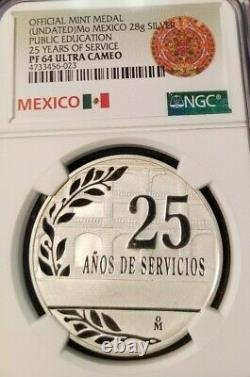 OFFICIAL MINT MEDAL
(UNDATED)Mo MEXICO 28g SILVER
PUBLIC EDUCATION
25 YEARS OF SERVICE
PF 64 ULTRA CAMEO
4733456-023
MEXICO
NGC
25
AÑOS DE SERVICIOS
Mo